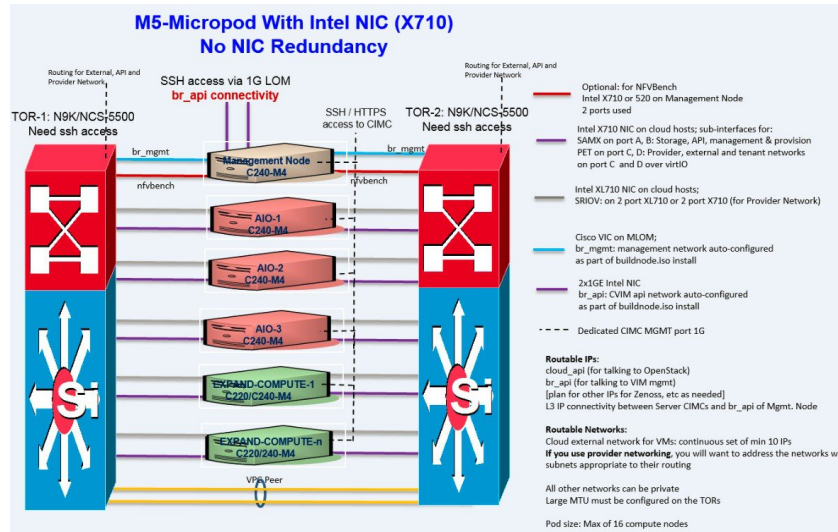 M5-Micropod With Intel NIC (X710)
No NIC Redundancy
Routing for External, API and
Provider Network
TOR-1: N9K/NCS-5500
Need ssh access
SSH access via 1G LOM
br_api connectivity
SSH / HTTPS
access to CIMC
Routing for External, API and
Provider Network
TOR-2: N9K/NCS-5500
Need ssh access
br_mgmt
br_mgmt
Management Node
C240-M4
nfvbench
nfvbench
AIO-1
C240-M4
AIO-2
C240-M4
AIO-3
C240-M4
EXPAND-COMPUTE-1
C220/C240-M4
EXPAND-COMPUTE-n
C220/240-M4
VPC Peer
Si
Si
Optional: for NFVBench
Intel X710 or 520 on Management Node
2 ports used
Intel X710 NIC on cloud hosts; sub-interfaces for:
SAMX on port A, B: Storage, API, management & provision
PET on port C, D: Provider, external and tenant networks
on port C and D over virtIO
Intel XL710 NIC on cloud hosts;
SRIOV: on 2 port XL710 or 2 port X710 (for Provider Network)
Cisco VIC on MLOM;
br_mgmt: management network auto-configured
as part of buildnode.iso install
2x1GE Intel NIC
br_api: CVIM api network auto-configured
as part of buildnode.iso install
Dedicated CIMC MGMT port 1G
Routable IPs:
cloud_api (for talking to OpenStack)
br_api (for talking to VIM mgmt)
[plan for other IPs for Zenoss, etc as needed]
L3 IP connectivity between Server CIMCs and br_api of Mgmt. Node
Routable Networks:
Cloud external network for VMs: continuous set of min 10 IPs
If you use provider networking, you will want to address the networks w
subnets appropriate to their routing
All other networks can be private
Large MTU must be configured on the TORs
Pod size: Max of 16 compute nodes